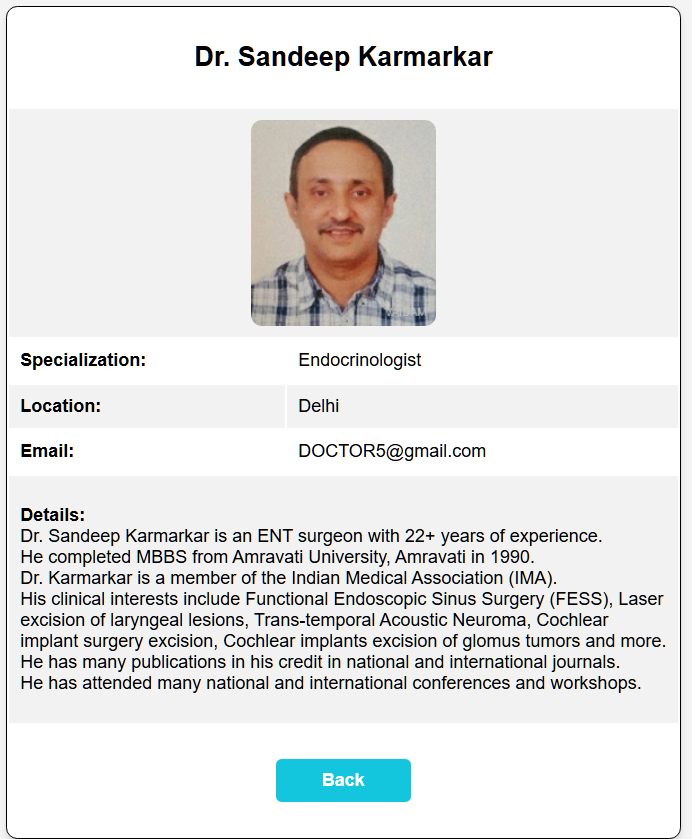 Dr. Sandeep Karmarkar
Specialization: Endocrinologist
Location: Delhi
Email: DOCTOR5@gmail.com
Details:
Dr. Sandeep Karmarkar is an ENT surgeon with 22+ years of experience.
He completed MBBS from Amravati University, Amravati in 1990.
Dr. Karmarkar is a member of the Indian Medical Association (IMA).
His clinical interests include Functional Endoscopic Sinus Surgery (FESS), Laser
excision of laryngeal lesions, Trans-temporal Acoustic Neuroma, Cochlear
implant surgery excision, Cochlear implants excision of glomus tumors and more.
He has many publications in his credit in national and international journals.
He has attended many national and international conferences and workshops.
Back